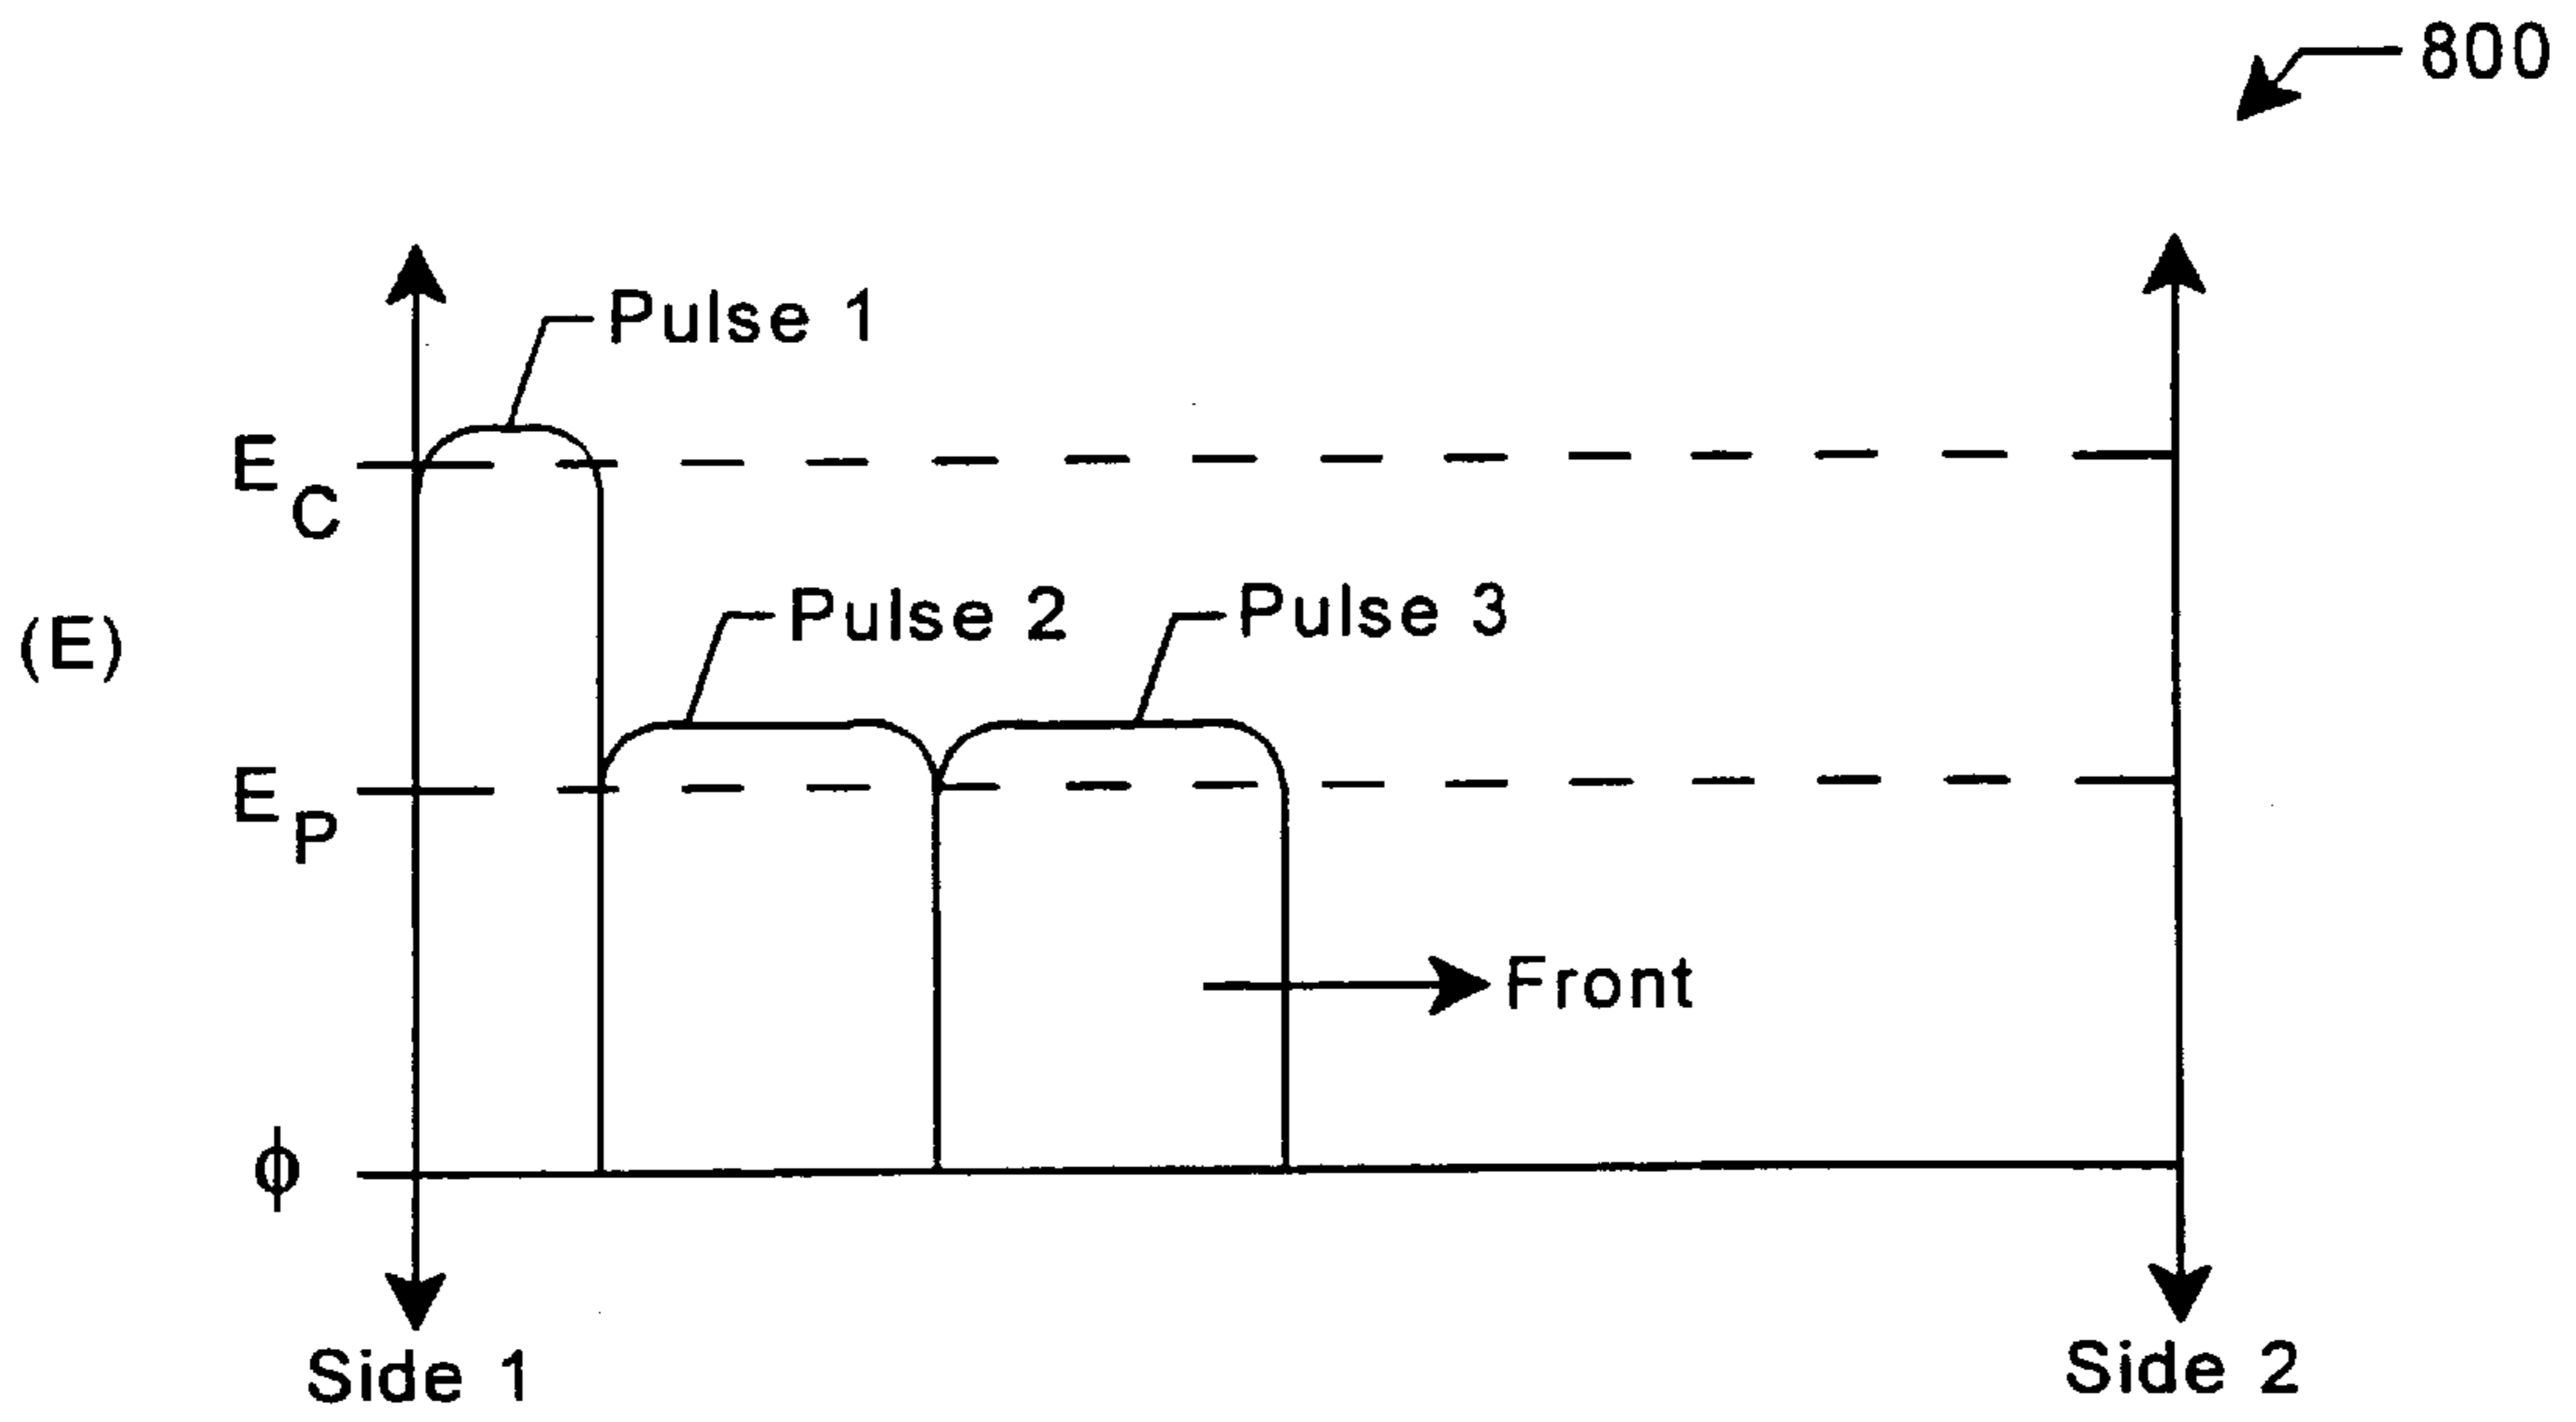 800
Pulse 1
E C
(E)
Pulse 2
Pulse 3
E P
Front
ϕ
Side 1
Side 2